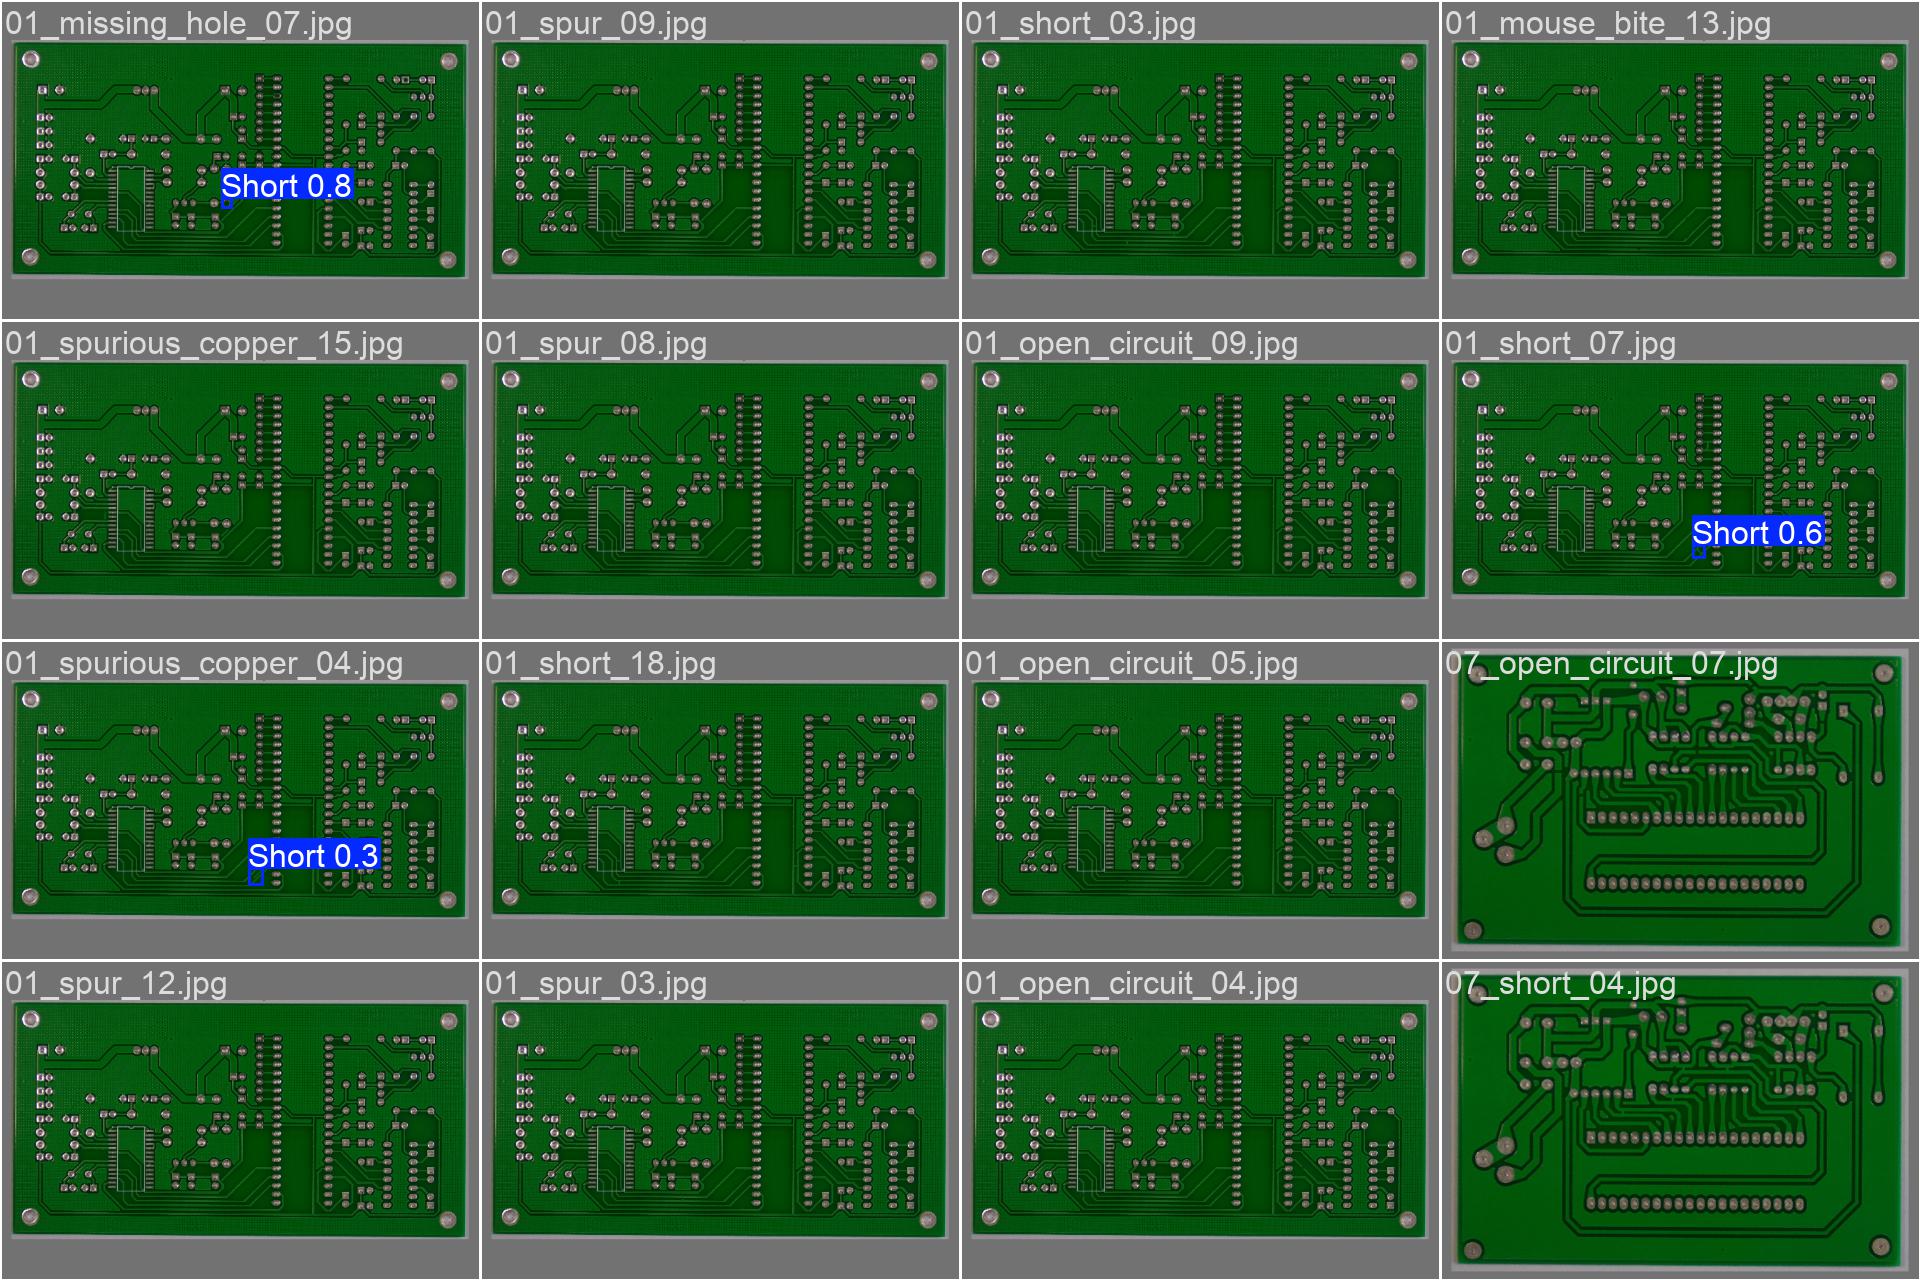 01_missing_hole_07.jpg
01_spur_09.jpg
01_short_03.jpg
01_mouse_bite_13.jpg
Short 0.8
01_spurious_copper_15.jpg
01_spur_08.jpg
01_open_circuit_09.jpg
01_short_07.jpg
Short 0.6
01_spurious_copper_04.jpg
01_short_18.jpg
01_open_circuit_05.jpg
07_open_circuit_07.jpg
Short 0.3
01_spur_12.jpg
01_spur_03.jpg
01_open_circuit_04.jpg
07_short_04.jpg